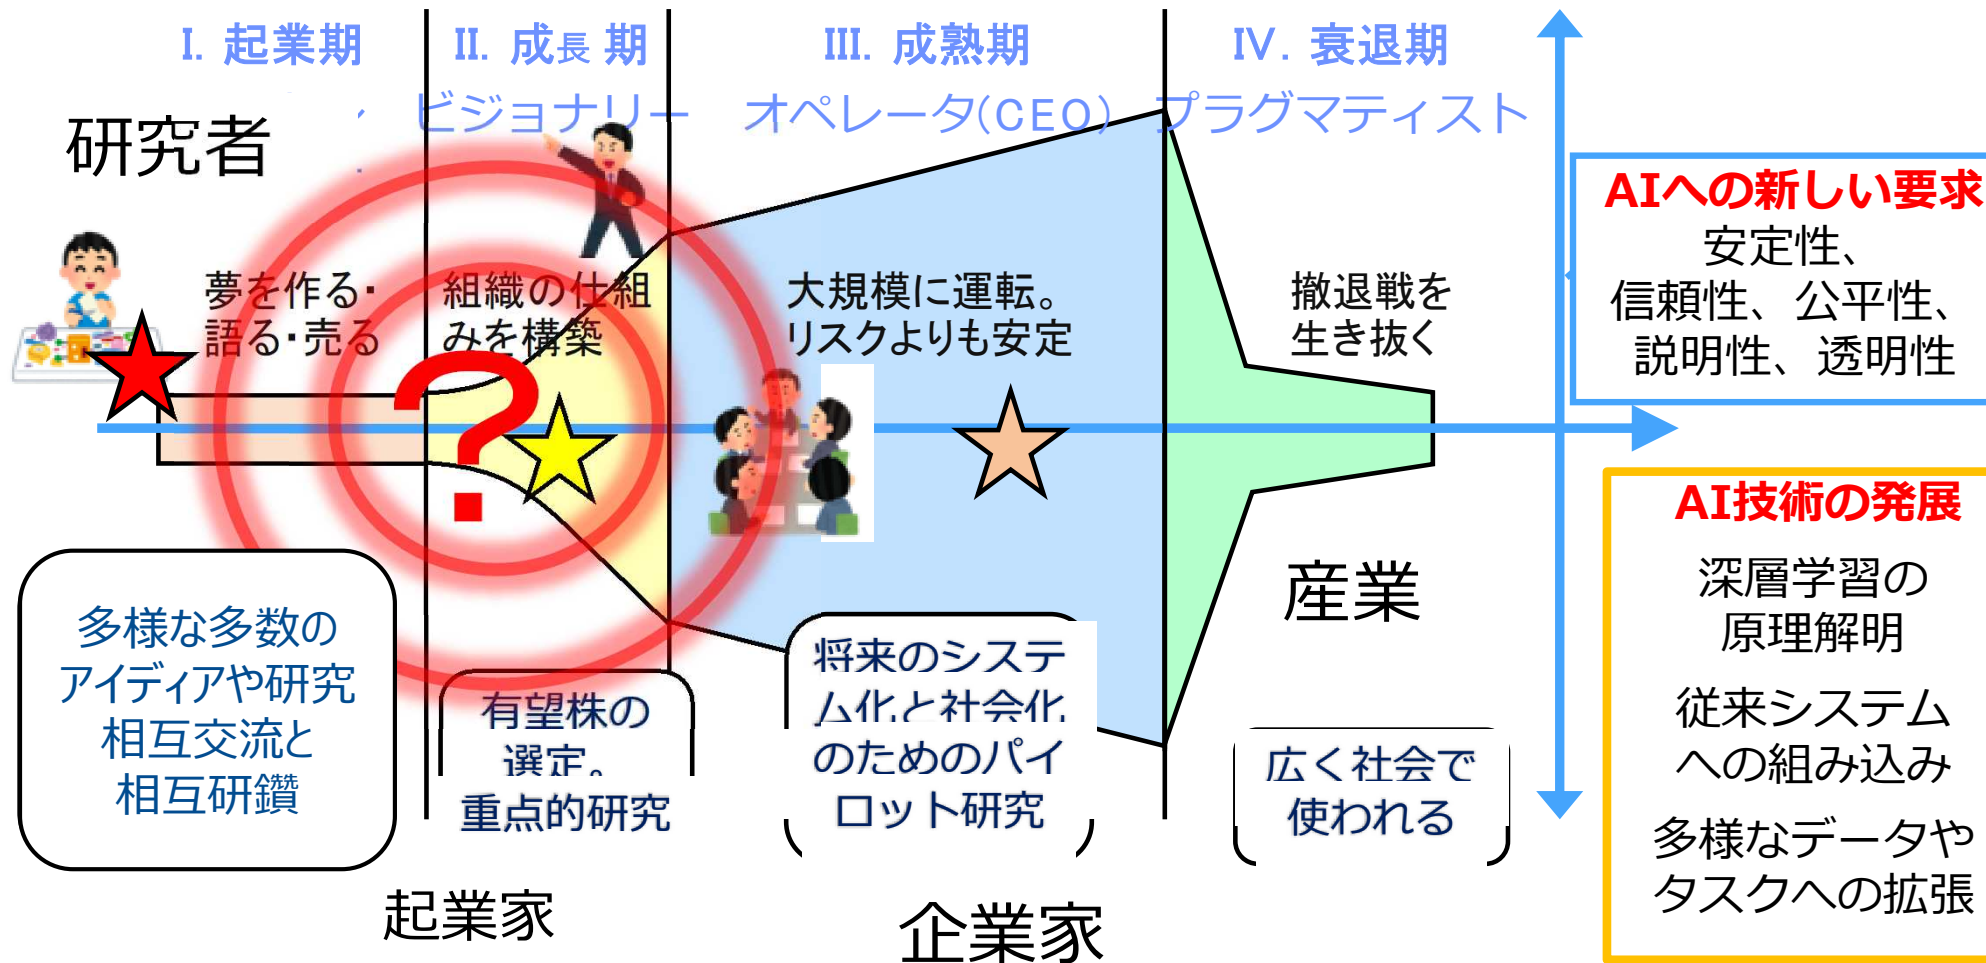 I. 起業期
II. 成長 期
III. 成熟期
IV. 衰退期
ビジョナリー
オペレータ(CEO)
プラグマティスト
研究者
夢を作る・
語る・売る
組織の仕組
みを構築
大規模に運転。
リスクよりも安定
撤退戦を
生き抜く
?
AIへの新しい要求
安定性、
信頼性、公平性、
説明性、透明性
AI技術の発展
深層学習の
原理解明
従来システム
への組み込み
多様なデータや
タスクへの拡張
産業
多様な多数の
アイディアや研究
相互交流と
相互研鑽
有望株の
選定。
重点的研究
将来のシステ
ム化と社会化
のためのパイ
ロット研究
広く社会で
使われる
起業家
企業家